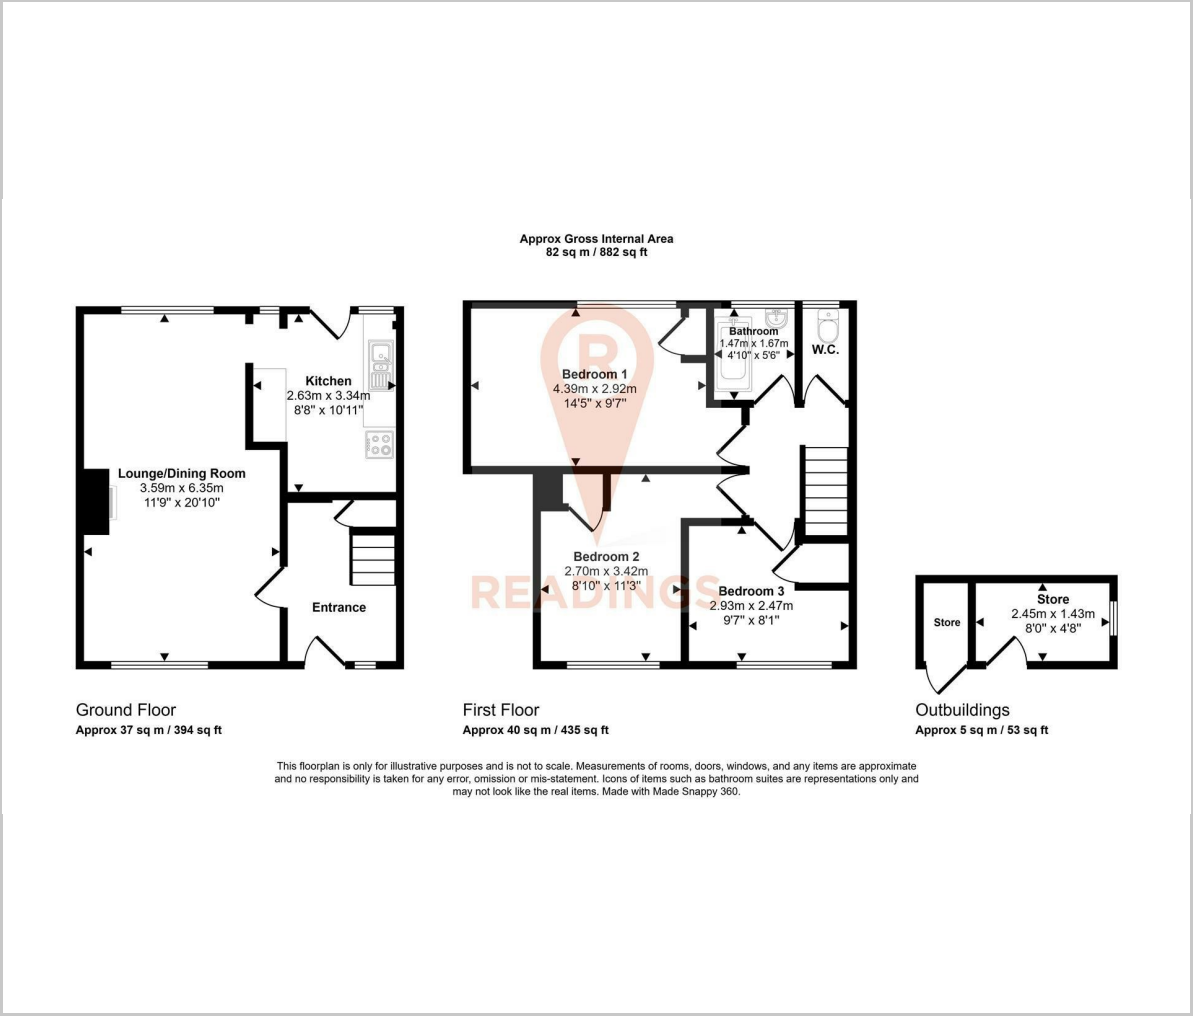 Approx Gross Internal Area
82 sq m / 882 sq ft
Kitchen
2.63m x 3.34m
8'8" x 10'11"
Lounge/Dining Room
3.59m x 6.35m
11'9" x 20'10"
Entrance
Ground Floor
Approx 37 sq m / 394 sq ft
R
READINGS
Bathroom
1.47m x 1.67m
4'10" x 5'6"
W.C.
Bedroom 1
4.39m x 2.92m
14'5" x 9'7"
Bedroom 2
2.70m x 3.42m
8'10" x 11'3"
Bedroom 3
2.93m x 2.47m
9'7" x 8'1"
First Floor
Approx 40 sq m / 435 sq ft
Store
Store
2.45m x 1.43m
8'0" x 4'8"
Outbuildings
Approx 5 sq m / 53 sq ft
This floorplan is only for illustrative purposes and is not to scale. Measurements of rooms, doors, windows, and any items are approximate
and no responsibility is taken for any error, omission or mis-statement. Icons of items such as bathroom suites are representations only and
may not look like the real items. Made with Made Snappy 360.